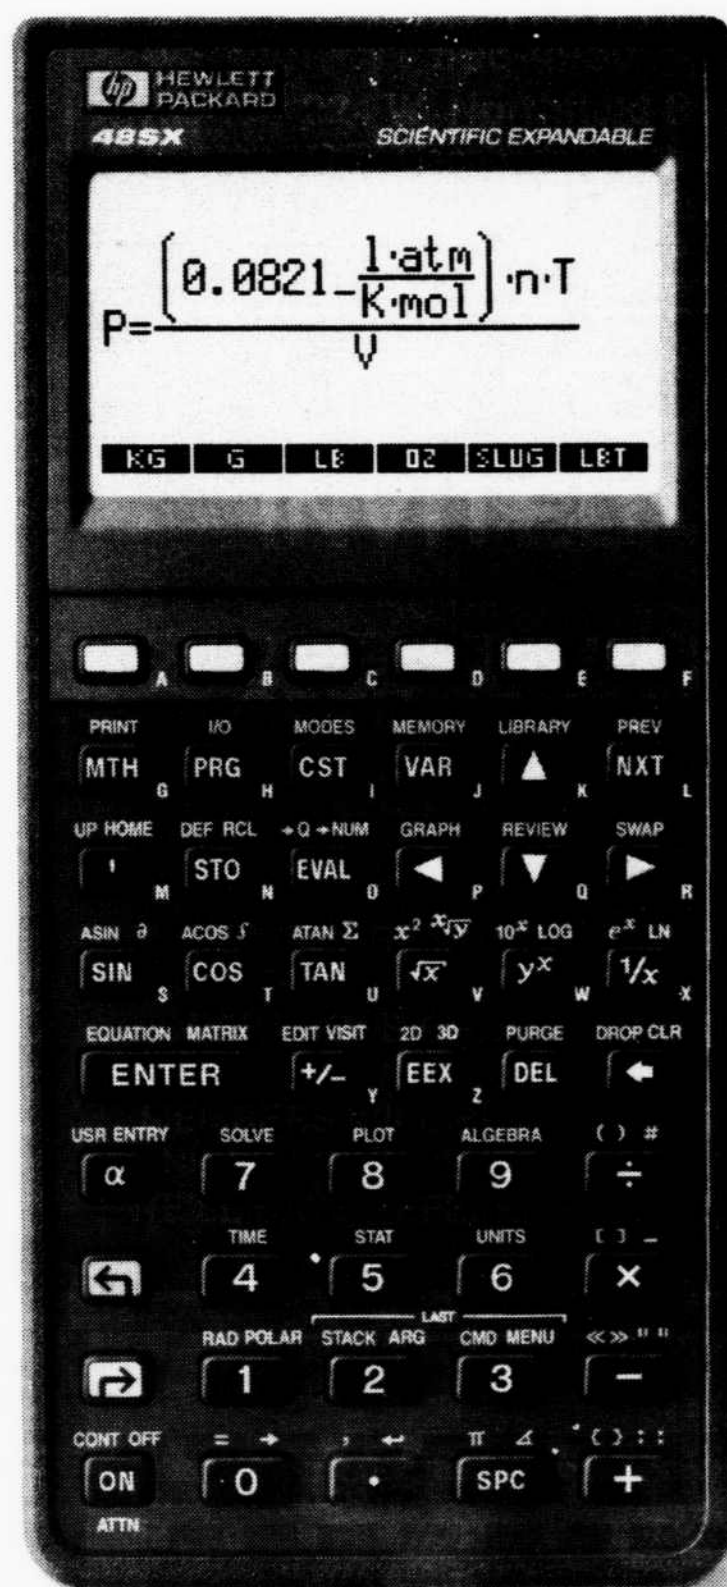 hp HEWLETT
PACKARD
48SX SCIENTIFIC EXPANDABLE
(0.0821_ l·atm
K·mol) ·n·T
P=
V
KG G LB OZ SLUG LBT
A B C D E F
PRINT I/O MODES MEMORY LIBRARY PREV
MTH G PRG H CST I VAR J ▲ K NXT L
UP HOME DEF RCL →Q →NUM GRAPH REVIEW SWAP
' M STO N EVAL O ◀ P ▼ Q ▶ R
ASIN ∂ ACOS ∫ ATAN Σ x² ˣ√y 10ˣ LOG eˣ LN
SIN S COS T TAN U √x V yˣ W 1/x X
EQUATION MATRIX EDIT VISIT 2D 3D PURGE DROP CLR
ENTER +/- Y EEX Z DEL ⬅
USR ENTRY SOLVE PLOT ALGEBRA ( ) #
α 7 8 9 ÷
TIME STAT UNITS [ ] _
↰ 4 5 6 ×
LAST
RAD POLAR STACK ARG CMD MENU «» " "
↱ 1 2 3 −
CONT OFF = → , ↵ π ∡ { } : :
ON 0 . SPC +
ATTN